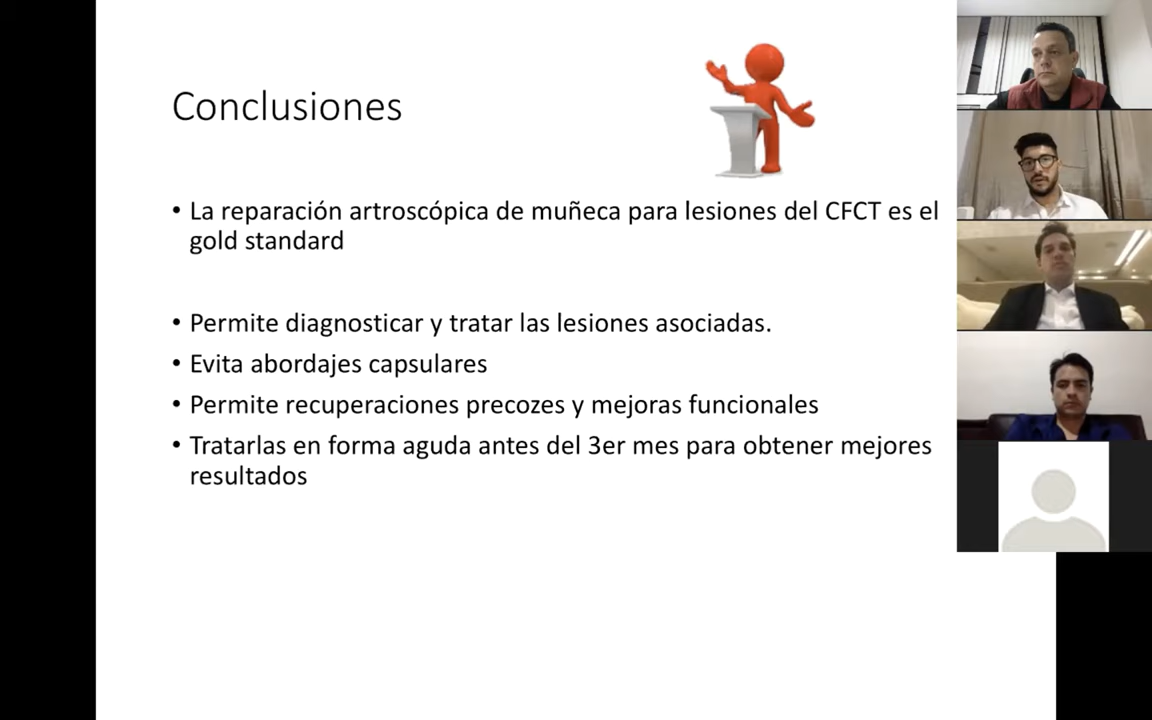 Conclusiones
• La reparación artroscópica de muñeca para lesiones del CFCT es el
gold standard
• Permite diagnosticar y tratar las lesiones asociadas.
• Evita abordajes capsulares
• Permite recuperaciones precozes y mejoras funcionales
• Tratarlas en forma aguda antes del 3er mes para obtener mejores
resultados